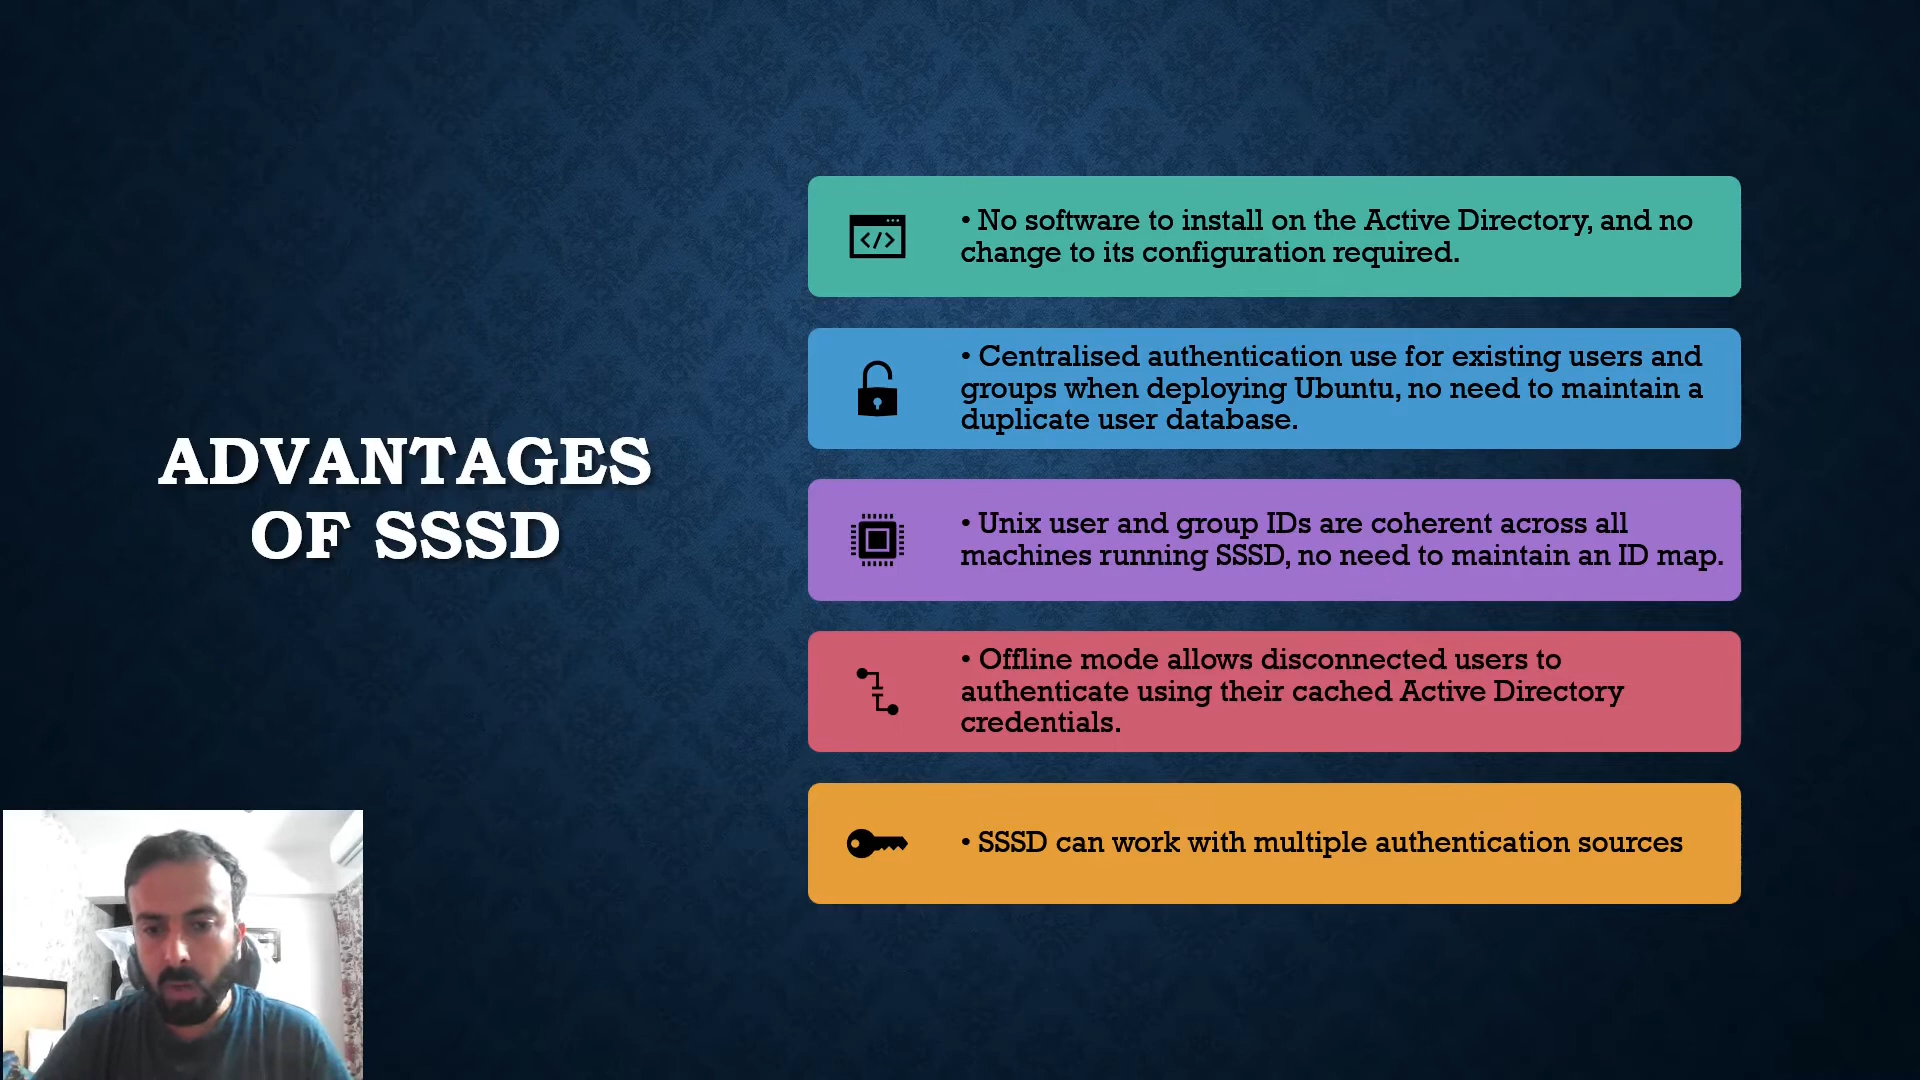 ADVANTAGES
OF SSSD
• No software to install on the Active Directory, and no
change to its configuration required.
• Centralised authentication use for existing users and
groups when deploying Ubuntu, no need to maintain a
duplicate user database.
• Unix user and group IDs are coherent across all
machines running SSSD, no need to maintain an ID map.
• Offline mode allows disconnected users to
authenticate using their cached Active Directory
credentials.
• SSSD can work with multiple authentication sources